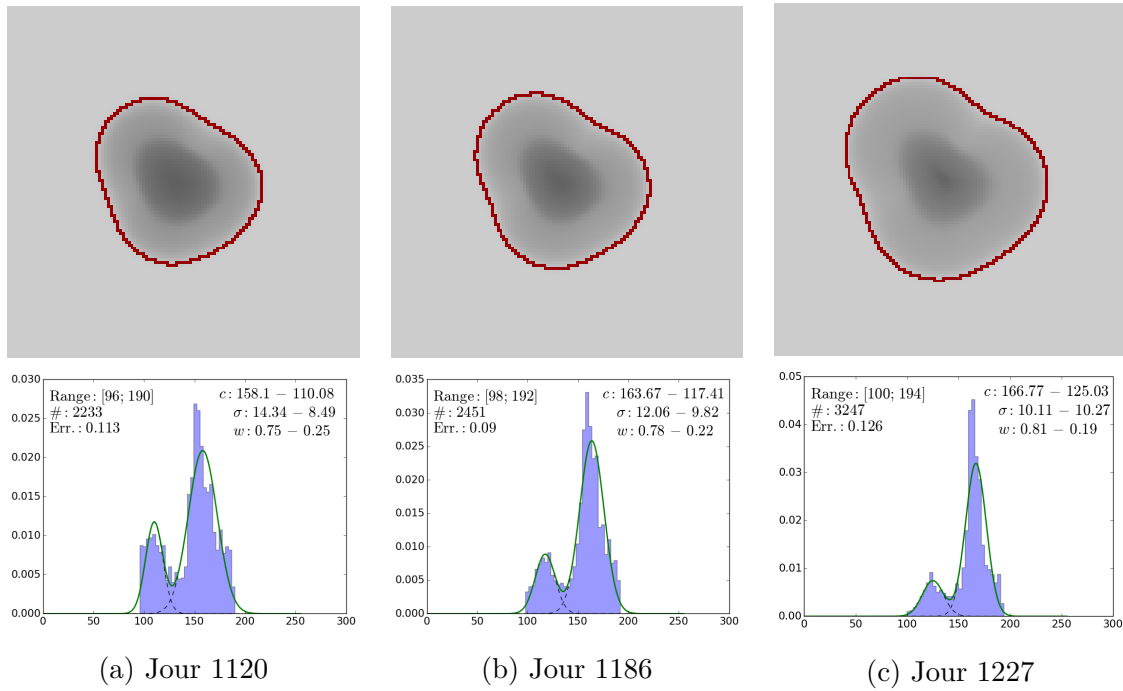 0.030
0.025
0.020
0.015
0.010
0.005
0.000
0 50 100 150 200 250 300
Range: [96; 190]
#: 2233
Err.: 0.113
c: 158.1 − 110.08
σ: 14.34 − 8.49
w: 0.75 − 0.25
(a) Jour 1120
0.035
0.030
0.025
0.020
0.015
0.010
0.005
0.000
0 50 100 150 200 250 300
Range: [98; 192]
#: 2451
Err.: 0.09
c: 163.67 − 117.41
σ: 12.06 − 9.82
w: 0.78 − 0.22
(b) Jour 1186
0.05
0.04
0.03
0.02
0.01
0.00
0 50 100 150 200 250 300
Range: [100; 194]
#: 3247
Err.: 0.126
c: 166.77 − 125.03
σ: 10.11 − 10.27
w: 0.81 − 0.19
(c) Jour 1227